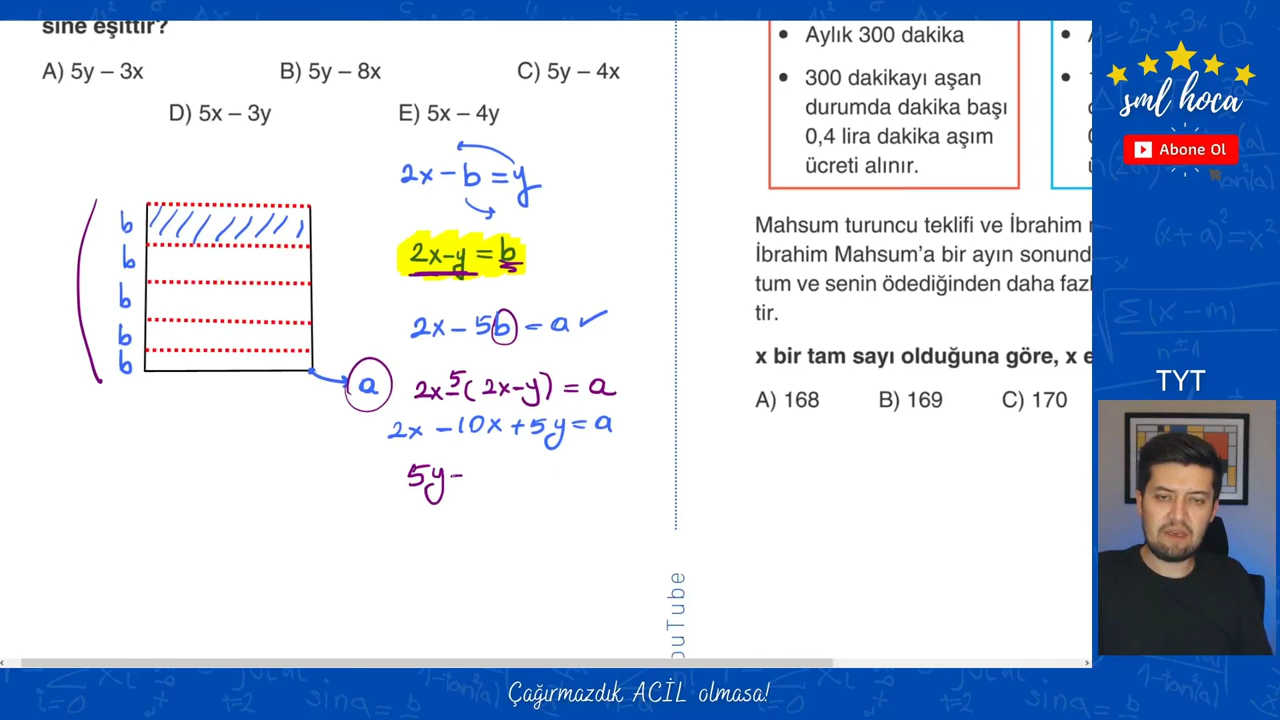 sine eşittir?
A) 5y – 3x
B) 5y – 8x
C) 5y – 4x
D) 5x – 3y
E) 5x – 4y
2x – b = y
2x–y = b
2x – 5b = a ✓
2x–5(2x–y) = a
2x –10x + 5y = a
5y –
b
b
b
b
b
a
• Aylık 300 dakika
• 300 dakikayı aşan
durumda dakika başı
0,4 lira dakika aşım
ücreti alınır.
Mahsum turuncu teklifi ve İbrahim
İbrahim Mahsum'a bir ayın sonund
tum ve senin ödediğinden daha fazl
tir.
x bir tam sayı olduğuna göre, x e
A) 168
B) 169
C) 170
ouTube
sml hoca
Abone Ol
TYT
Çağırmazdık ACİL olmasa!